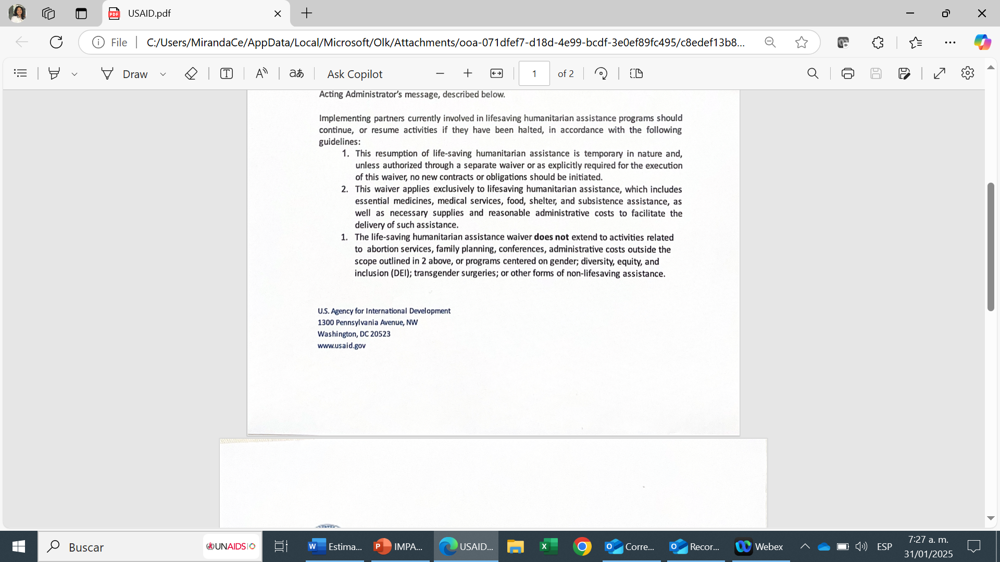 USAID.pdf
File
C:/Users/MirandaCe/AppData/Local/Microsoft/Olk/Attachments/ooa-071dfef7-d18d-4e99-bcdf-3e0ef89fc495/c8edef13b8...
Draw
aあ
Ask Copilot
1 of 2
Acting Administrator's message, described below.
Implementing partners currently involved in lifesaving humanitarian assistance programs should
continue, or resume activities if they have been halted, in accordance with the following
guidelines:
1. This resumption of life-saving humanitarian assistance is temporary in nature and,
unless authorized through a separate waiver or as explicitly required for the execution
of this waiver, no new contracts or obligations should be initiated.
2. This waiver applies exclusively to lifesaving humanitarian assistance, which includes
essential medicines, medical services, food, shelter, and subsistence assistance, as
well as necessary supplies and reasonable administrative costs to facilitate the
delivery of such assistance.
1. The life-saving humanitarian assistance waiver does not extend to activities related
to abortion services, family planning, conferences, administrative costs outside the
scope outlined in 2 above, or programs centered on gender; diversity, equity, and
inclusion (DEI); transgender surgeries; or other forms of non-lifesaving assistance.
U.S. Agency for International Development
1300 Pennsylvania Avenue, NW
Washington, DC 20523
www.usaid.gov
Buscar
UNAIDS
Estima...
IMPA...
USAID...
Corre...
Recor...
Webex
ESP
7:27 a. m.
31/01/2025